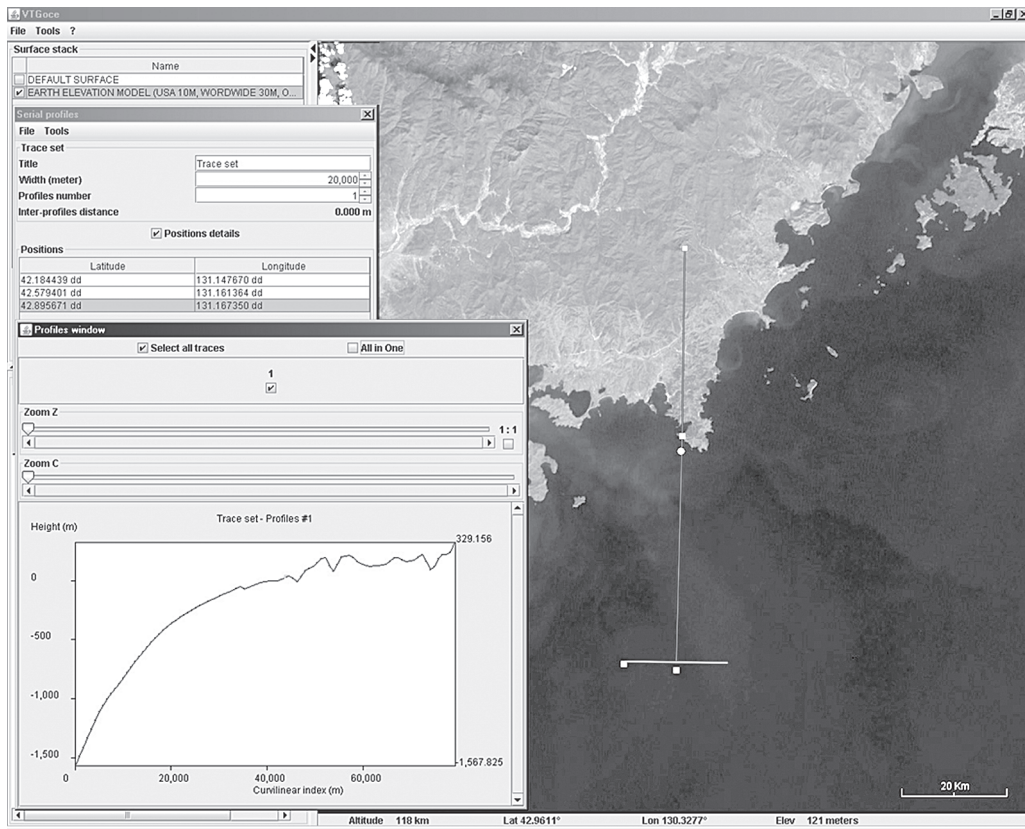 VTGoce
File Tools ?
Surface stack
Name
DEFAULT SURFACE
EARTH ELEVATION MODEL (USA 10M, WORDWIDE 30M, O...
Serial profiles
File Tools
Trace set
Title Trace set
Width (meter) 20,000
Profiles number 1
Inter-profiles distance 0.000 m
Positions details
Positions
Latitude Longitude
42.184439 dd 131.147670 dd
42.579401 dd 131.161364 dd
42.895671 dd 131.167350 dd
Profiles window
Select all traces All in One
1
Zoom Z
1:1
Zoom C
Trace set - Profiles #1
Height (m)
329.156
0
-500
-1,000
-1,500
-1,567.825
0 20,000 40,000 60,000
Curvilinear index (m)
20 Km
Altitude 118 km Lat 42.9611° Lon 130.3277° Elev 121 meters